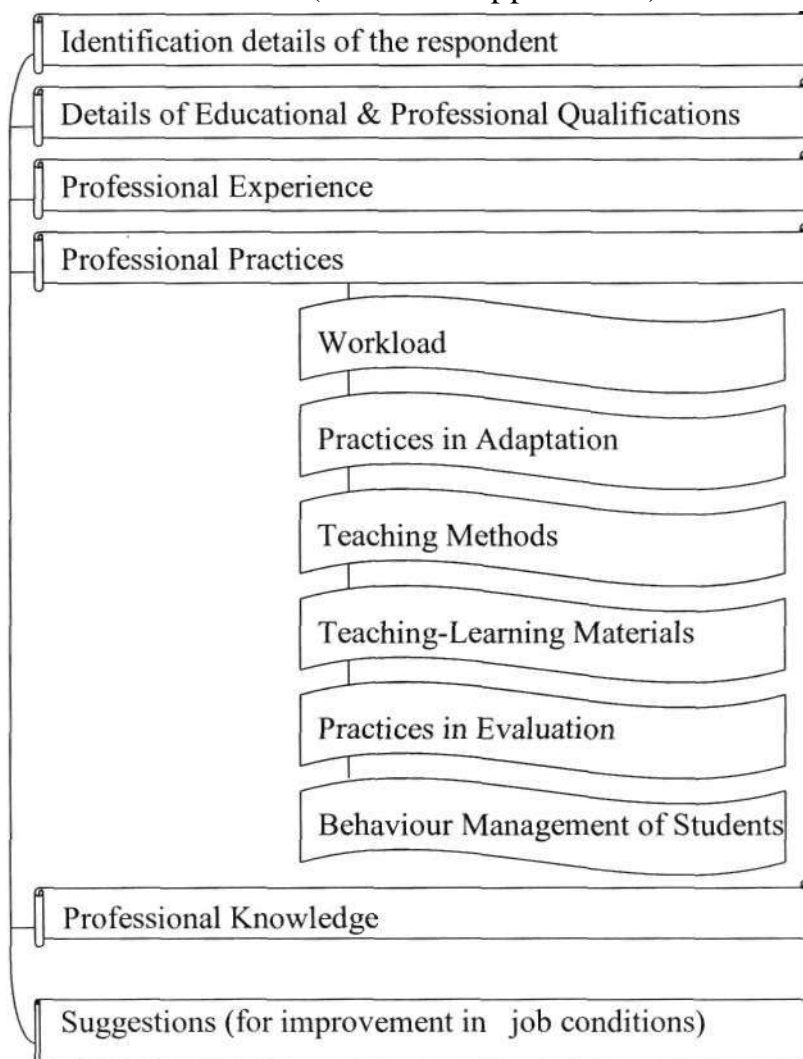 Identification details of the respondent
Details of Educational & Professional Qualifications
Professional Experience
Professional Practices
Workload
Practices in Adaptation
Teaching Methods
Teaching-Learning Materials
Practices in Evaluation
Behaviour Management of Students
Professional Knowledge
Suggestions (for improvement in job conditions)